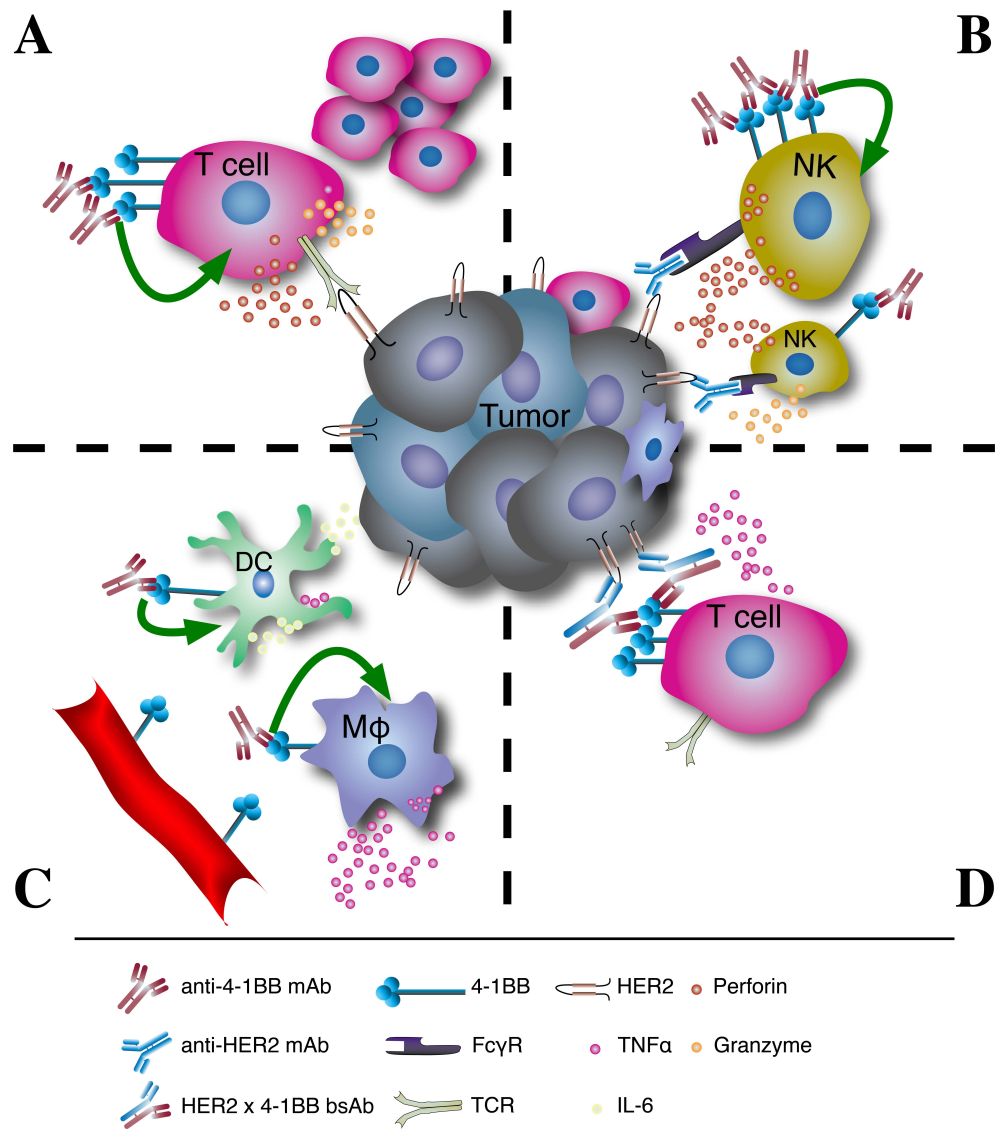 A
B
T cell
NK
NK
Tumor
DC
T cell
Mφ
C
D
anti-4-1BB mAb
4-1BB
HER2
Perforin
anti-HER2 mAb
FcγR
TNFα
Granzyme
HER2 x 4-1BB bsAb
TCR
IL-6